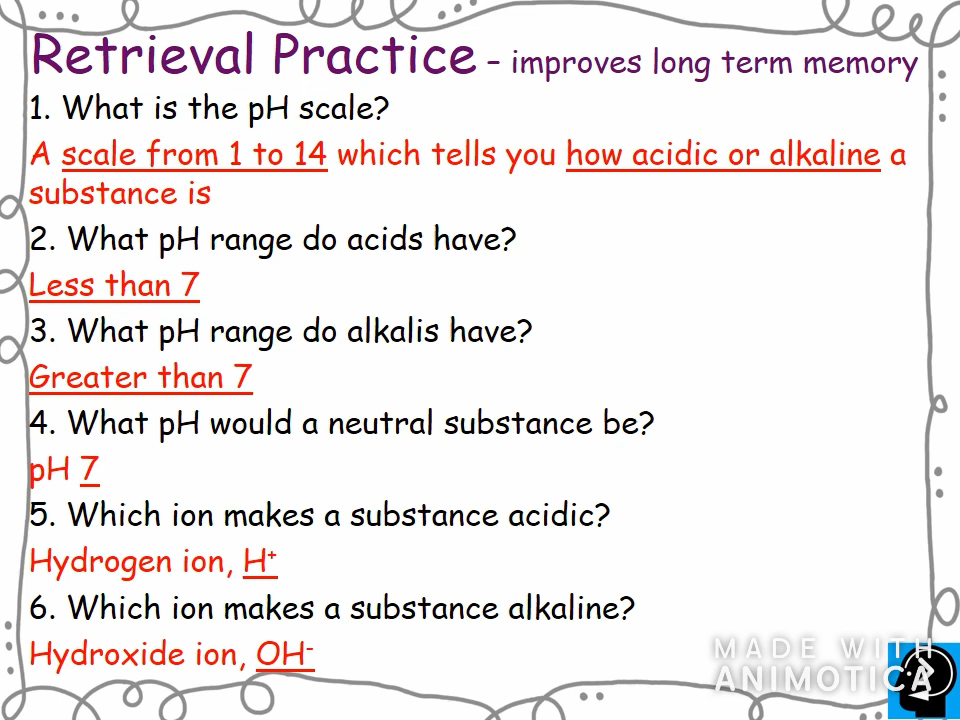 Retrieval Practice – improves long term memory
1. What is the pH scale?
A scale from 1 to 14 which tells you how acidic or alkaline a
substance is
2. What pH range do acids have?
Less than 7
3. What pH range do alkalis have?
Greater than 7
4. What pH would a neutral substance be?
pH 7
5. Which ion makes a substance acidic?
Hydrogen ion, H⁺
6. Which ion makes a substance alkaline?
Hydroxide ion, OH⁻
MADE WITH
ANIMOTICA